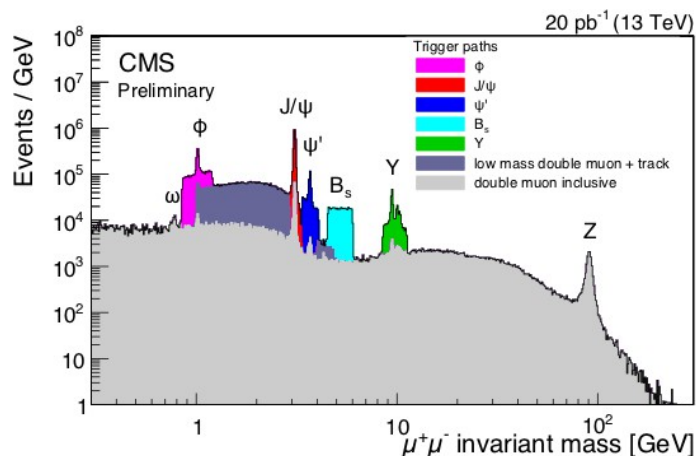 20 pb⁻¹ (13 TeV)
Events / GeV
10⁸
10⁷
10⁶
10⁵
10⁴
10³
10²
10
1
CMS
Preliminary
Trigger paths
φ
J/ψ
ψ'
Bₛ
Υ
low mass double muon + track
double muon inclusive
ω
φ
J/ψ
ψ'
Bₛ
Υ
Z
1
10
10²
μ⁺μ⁻ invariant mass [GeV]